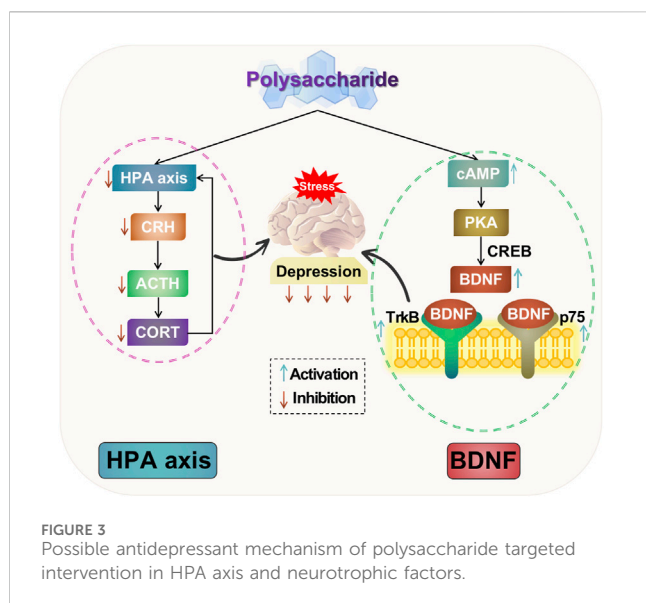 Polysaccharide
HPA axis
CRH
ACTH
CORT
Stress
Depression
cAMP
PKA
CREB
BDNF
TrkB
BDNF
BDNF
p75
Activation
Inhibition
HPA axis
BDNF
FIGURE 3
Possible antidepressant mechanism of polysaccharide targeted
intervention in HPA axis and neurotrophic factors.